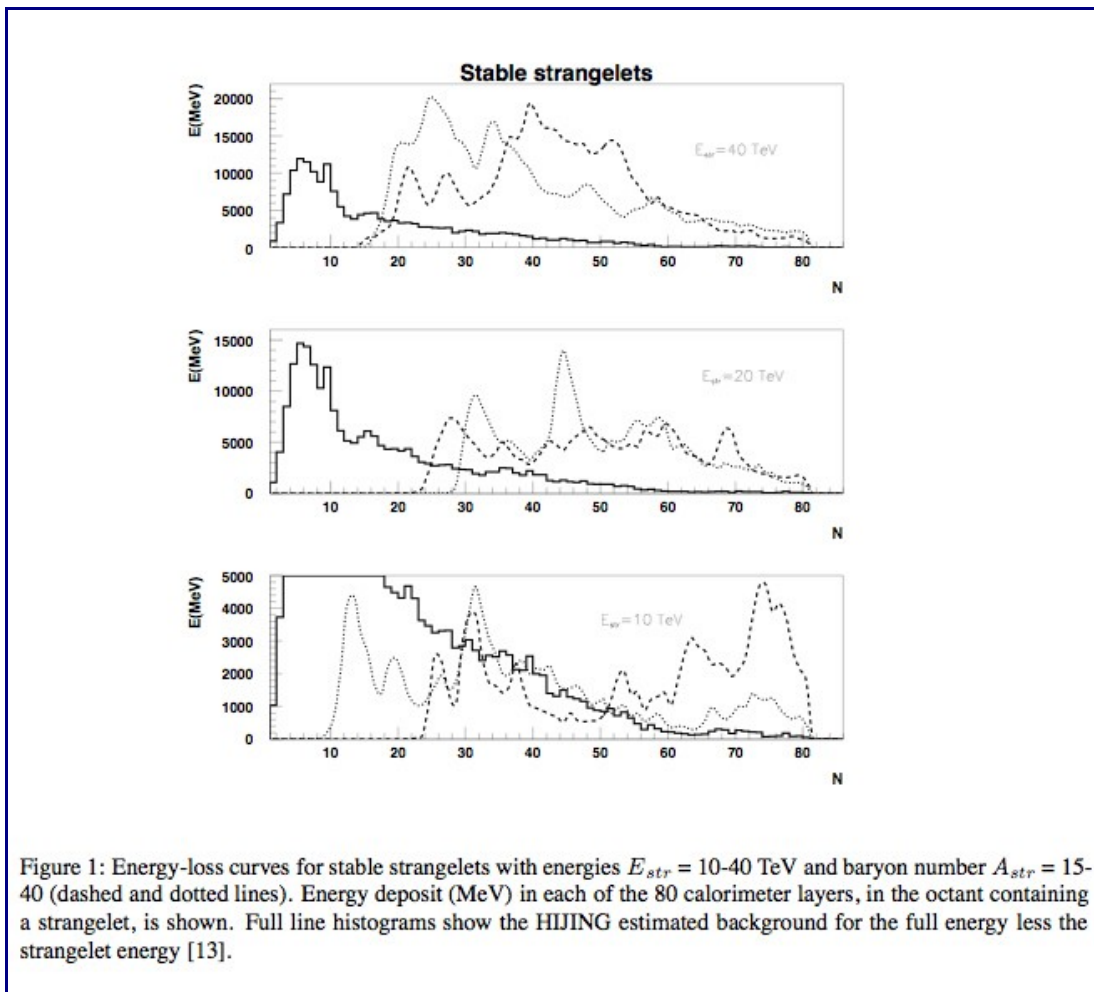 Stable strangelets
E(MeV)
20000
15000
10000
5000
0
E_str=40 TeV
10 20 30 40 50 60 70 80
N
E(MeV)
15000
10000
5000
0
E_str=20 TeV
10 20 30 40 50 60 70 80
N
E(MeV)
5000
4000
3000
2000
1000
0
E_str=10 TeV
10 20 30 40 50 60 70 80
N
Figure 1: Energy-loss curves for stable strangelets with energies E_str = 10-40 TeV and baryon number A_str = 15-
40 (dashed and dotted lines). Energy deposit (MeV) in each of the 80 calorimeter layers, in the octant containing
a strangelet, is shown. Full line histograms show the HIJING estimated background for the full energy less the
strangelet energy [13].